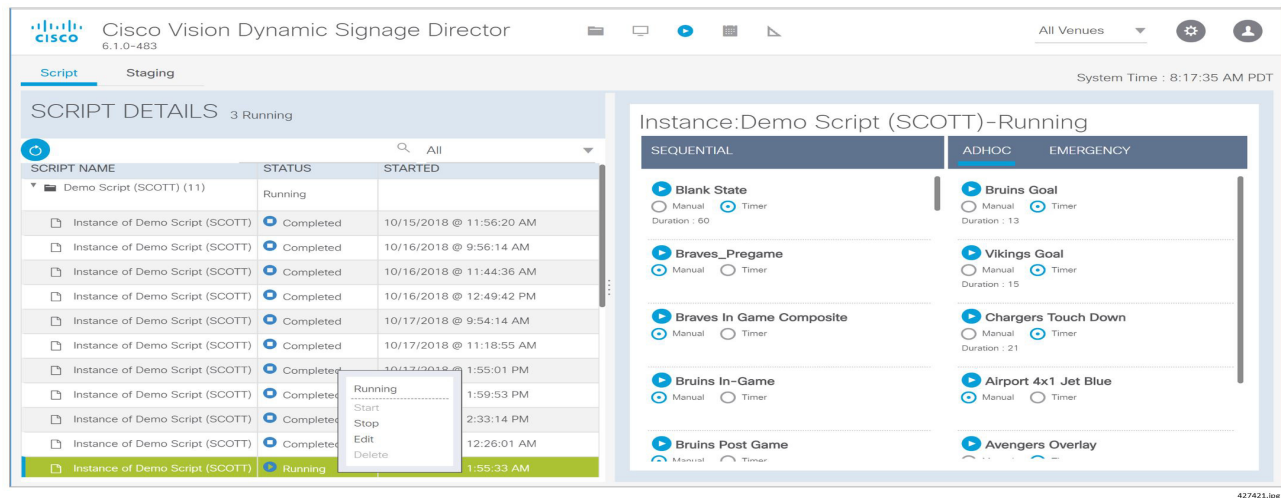 CISCO
Cisco Vision Dynamic Signage Director
6.1.0-483
All Venues
Script
Staging
System Time : 8:17:35 AM PDT
SCRIPT DETAILS 3 Running
All
SCRIPT NAME STATUS STARTED
Demo Script (SCOTT) (11) Running
Instance of Demo Script (SCOTT) Completed 10/15/2018 @ 11:56:20 AM
Instance of Demo Script (SCOTT) Completed 10/16/2018 @ 9:56:14 AM
Instance of Demo Script (SCOTT) Completed 10/16/2018 @ 11:44:36 AM
Instance of Demo Script (SCOTT) Completed 10/16/2018 @ 12:49:42 PM
Instance of Demo Script (SCOTT) Completed 10/17/2018 @ 9:54:14 AM
Instance of Demo Script (SCOTT) Completed 10/17/2018 @ 11:18:55 AM
Instance of Demo Script (SCOTT) Completed 10/17/2018 @ 1:55:01 PM
Instance of Demo Script (SCOTT) Completed 1:59:53 PM
Instance of Demo Script (SCOTT) Completed 2:33:14 PM
Instance of Demo Script (SCOTT) Completed 12:26:01 AM
Instance of Demo Script (SCOTT) Running 1:55:33 AM
Running
Start
Stop
Edit
Delete
Instance:Demo Script (SCOTT)-Running
SEQUENTIAL
Blank State
Manual Timer
Duration : 60
Braves_Pregame
Manual Timer
Braves In Game Composite
Manual Timer
Bruins In-Game
Manual Timer
Bruins Post Game
Manual Timer
ADHOC EMERGENCY
Bruins Goal
Manual Timer
Duration : 13
Vikings Goal
Manual Timer
Duration : 15
Chargers Touch Down
Manual Timer
Duration : 21
Airport 4x1 Jet Blue
Manual Timer
Avengers Overlay
427421.jpg